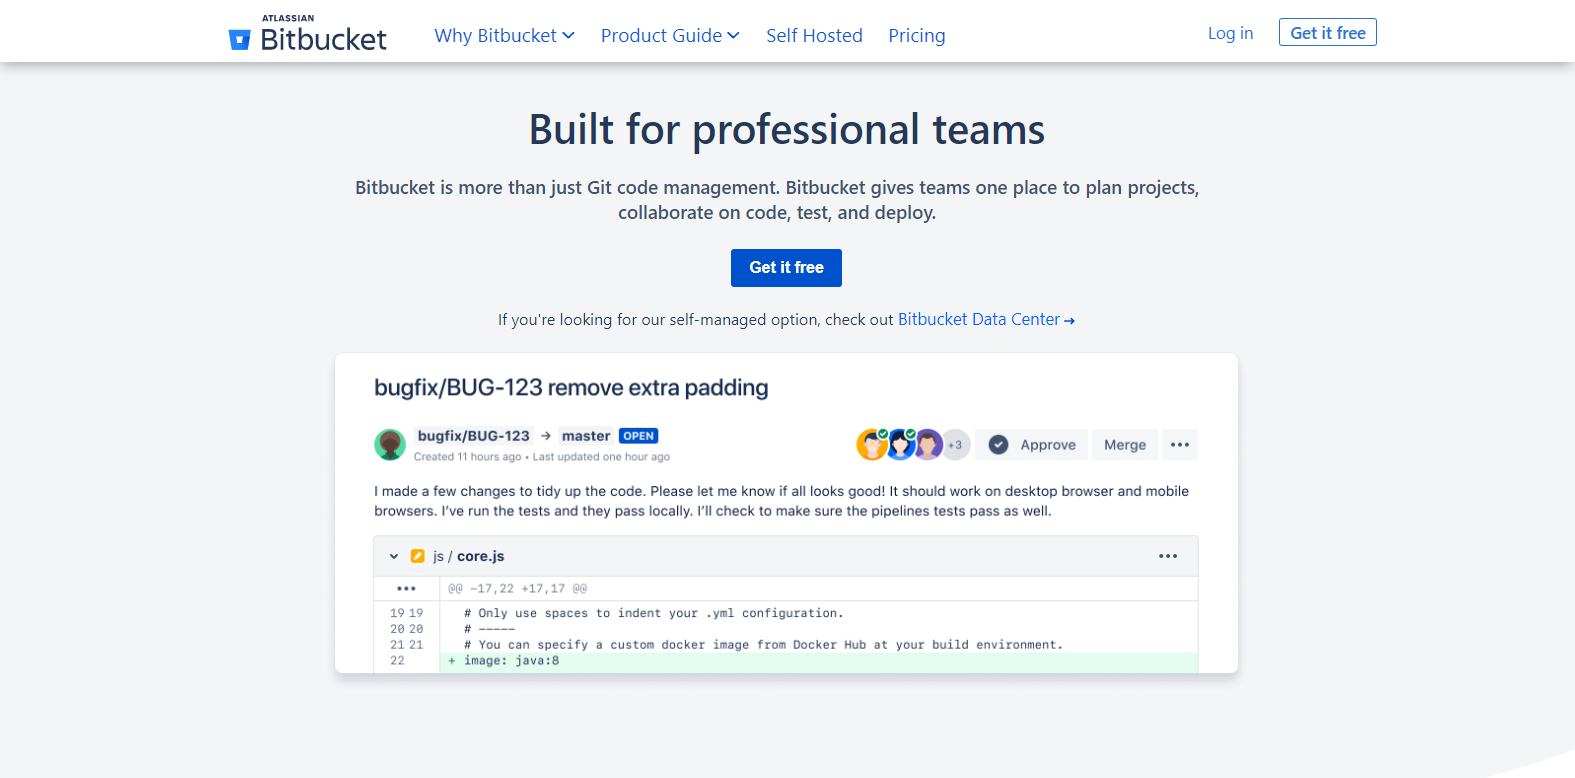 ATLASSIAN
Bitbucket
Why Bitbucket
Product Guide
Self Hosted
Pricing
Log in
Get it free
Built for professional teams
Bitbucket is more than just Git code management. Bitbucket gives teams one place to plan projects,
collaborate on code, test, and deploy.
Get it free
If you're looking for our self-managed option, check out Bitbucket Data Center →
bugfix/BUG-123 remove extra padding
bugfix/BUG-123 → master OPEN
Created 11 hours ago • Last updated one hour ago
+3
Approve
Merge
•••
I made a few changes to tidy up the code. Please let me know if all looks good! It should work on desktop browser and mobile
browsers. I’ve run the tests and they pass locally. I’ll check to make sure the pipelines tests pass as well.
js / core.js •••
••• @@ -17,22 +17,17 @@
19 19 # Only use spaces to indent your .yml configuration.
20 20 # -----
21 21 # You can specify a custom docker image from Docker Hub at your build environment.
22 + image: java:8